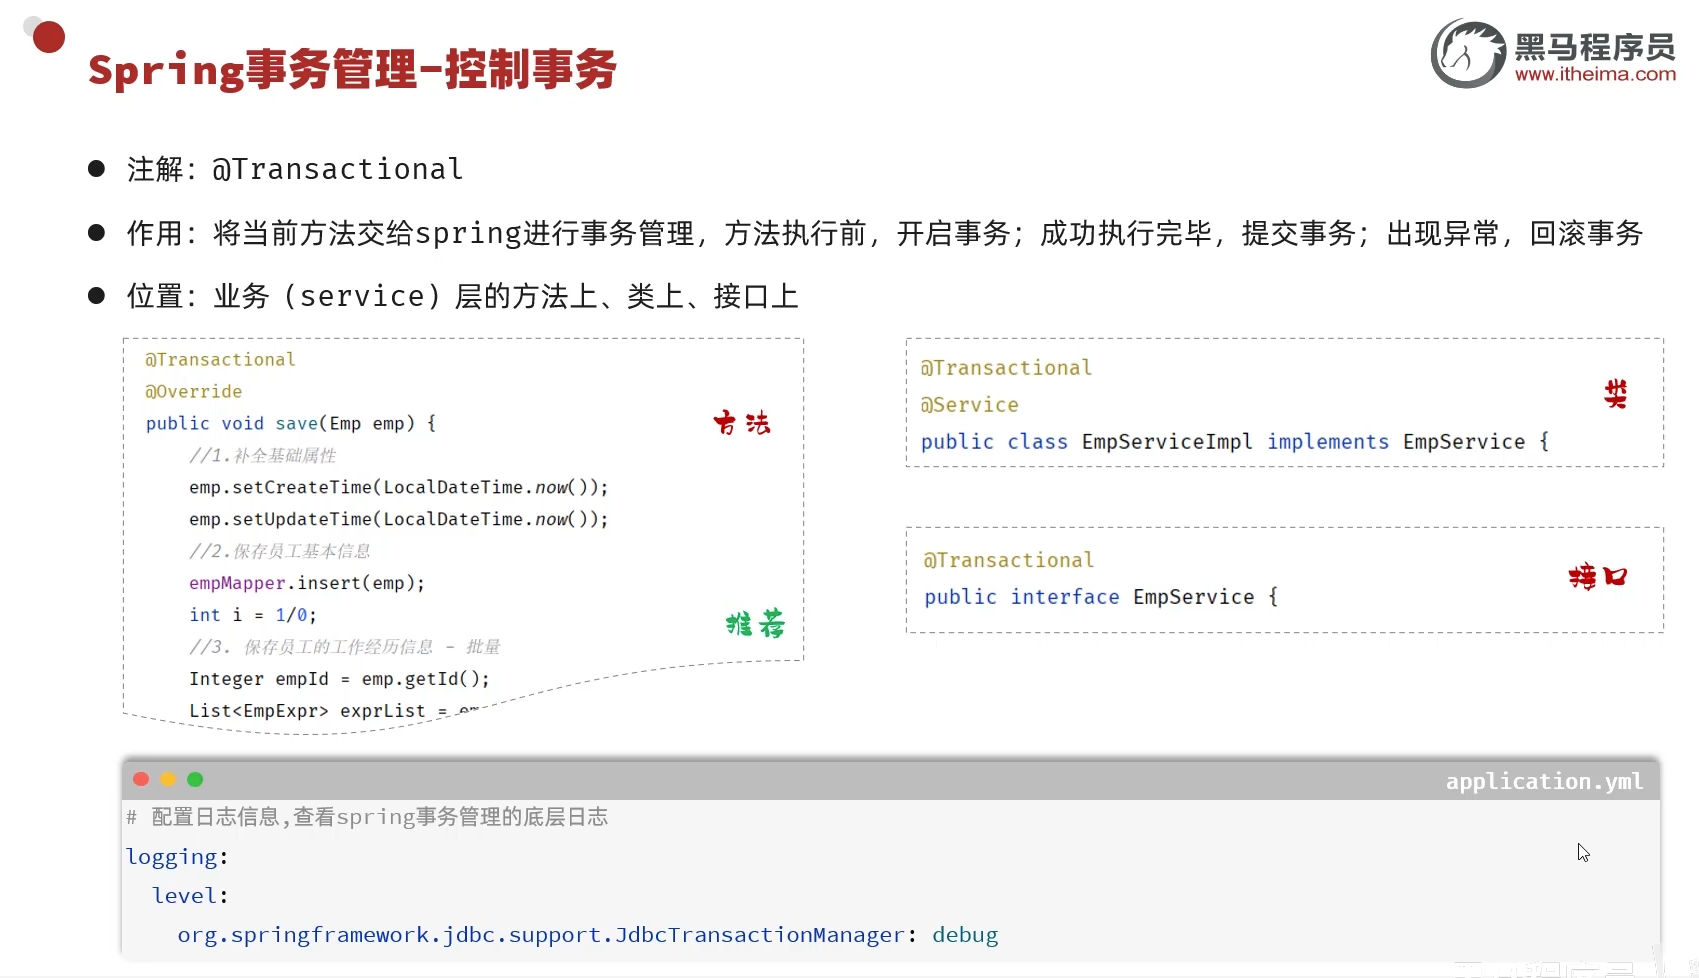 Spring事务管理-控制事务
黑马程序员
www.itheima.com
注解：@Transactional
作用：将当前方法交给spring进行事务管理，方法执行前，开启事务；成功执行完毕，提交事务；出现异常，回滚事务
位置：业务（service）层的方法上、类上、接口上
@Transactional
@Override
public void save(Emp emp) {
//1.补全基础属性
emp.setCreateTime(LocalDateTime.now());
emp.setUpdateTime(LocalDateTime.now());
//2.保存员工基本信息
empMapper.insert(emp);
int i = 1/0;
//3. 保存员工的工作经历信息 - 批量
Integer empId = emp.getId();
List<EmpExpr> exprList =
方法
推荐
@Transactional
@Service
public class EmpServiceImpl implements EmpService {
类
@Transactional
public interface EmpService {
接口
application.yml
# 配置日志信息,查看spring事务管理的底层日志
logging:
level:
org.springframework.jdbc.support.JdbcTransactionManager: debug